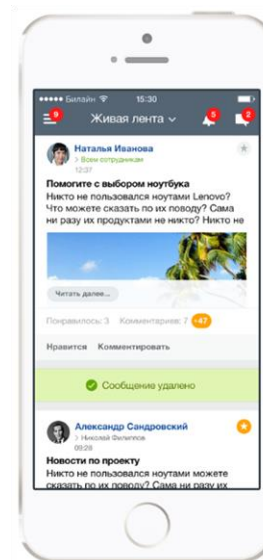 Билайн 15:30
9 Живая лента 5 2
Наталья Иванова
> Всем сотрудникам
12:37
Помогите с выбором ноутбука
Никто не пользовался ноутами Lenovo?
Что можете сказать по их поводу? Сама
ни разу их продуктами не никто? Никто не
Читать далее...
Понравилось: 3 Комментариев: 7 +47
Нравится Комментировать
Сообщение удалено
Александр Сандровский
> Николай Филиппов
09:28
Новости по проекту
Никто не пользовался ноутами можете
сказать по их поводу? Сама ни разу их